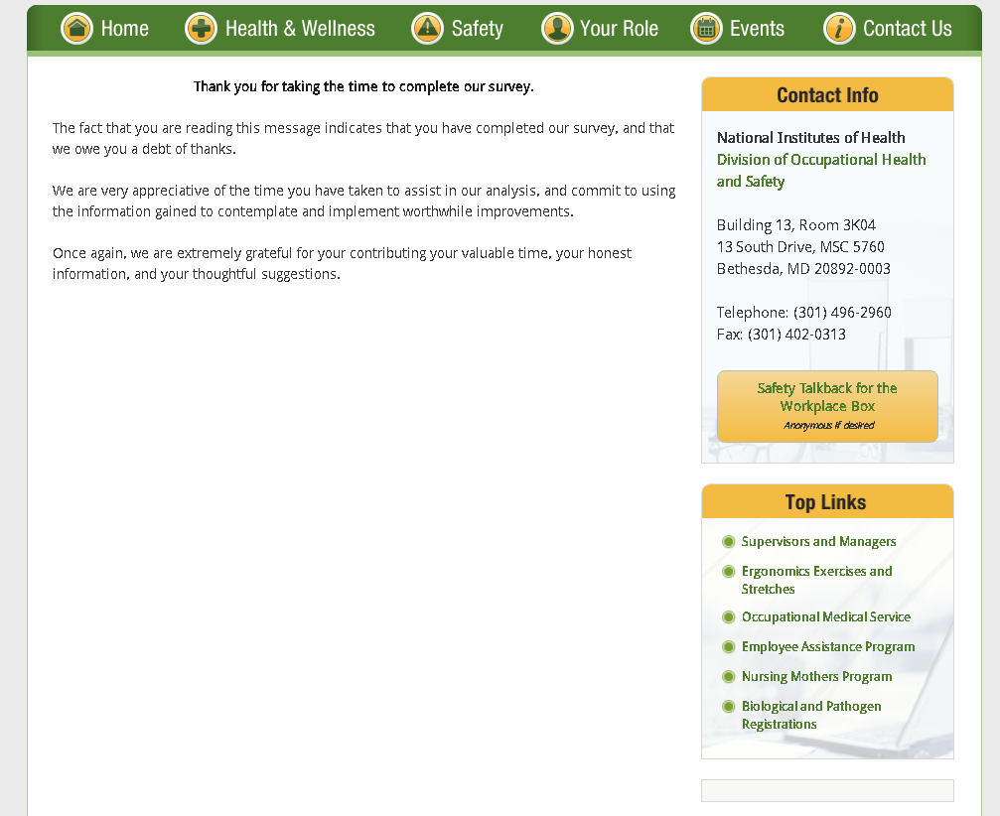 Home
Health & Wellness
Safety
Your Role
Events
Contact Us
Thank you for taking the time to complete our survey.
The fact that you are reading this message indicates that you have completed our survey, and that
we owe you a debt of thanks.
We are very appreciative of the time you have taken to assist in our analysis, and commit to using
the information gained to contemplate and implement worthwhile improvements.
Once again, we are extremely grateful for your contributing your valuable time, your honest
information, and your thoughtful suggestions.
Contact Info
National Institutes of Health
Division of Occupational Health
and Safety
Building 13, Room 3K04
13 South Drive, MSC 5760
Bethesda, MD 20892-0003
Telephone: (301) 496-2960
Fax: (301) 402-0313
Safety Talkback for the
Workplace Box
Anonymous if desired
Top Links
Supervisors and Managers
Ergonomics Exercises and
Stretches
Occupational Medical Service
Employee Assistance Program
Nursing Mothers Program
Biological and Pathogen
Registrations